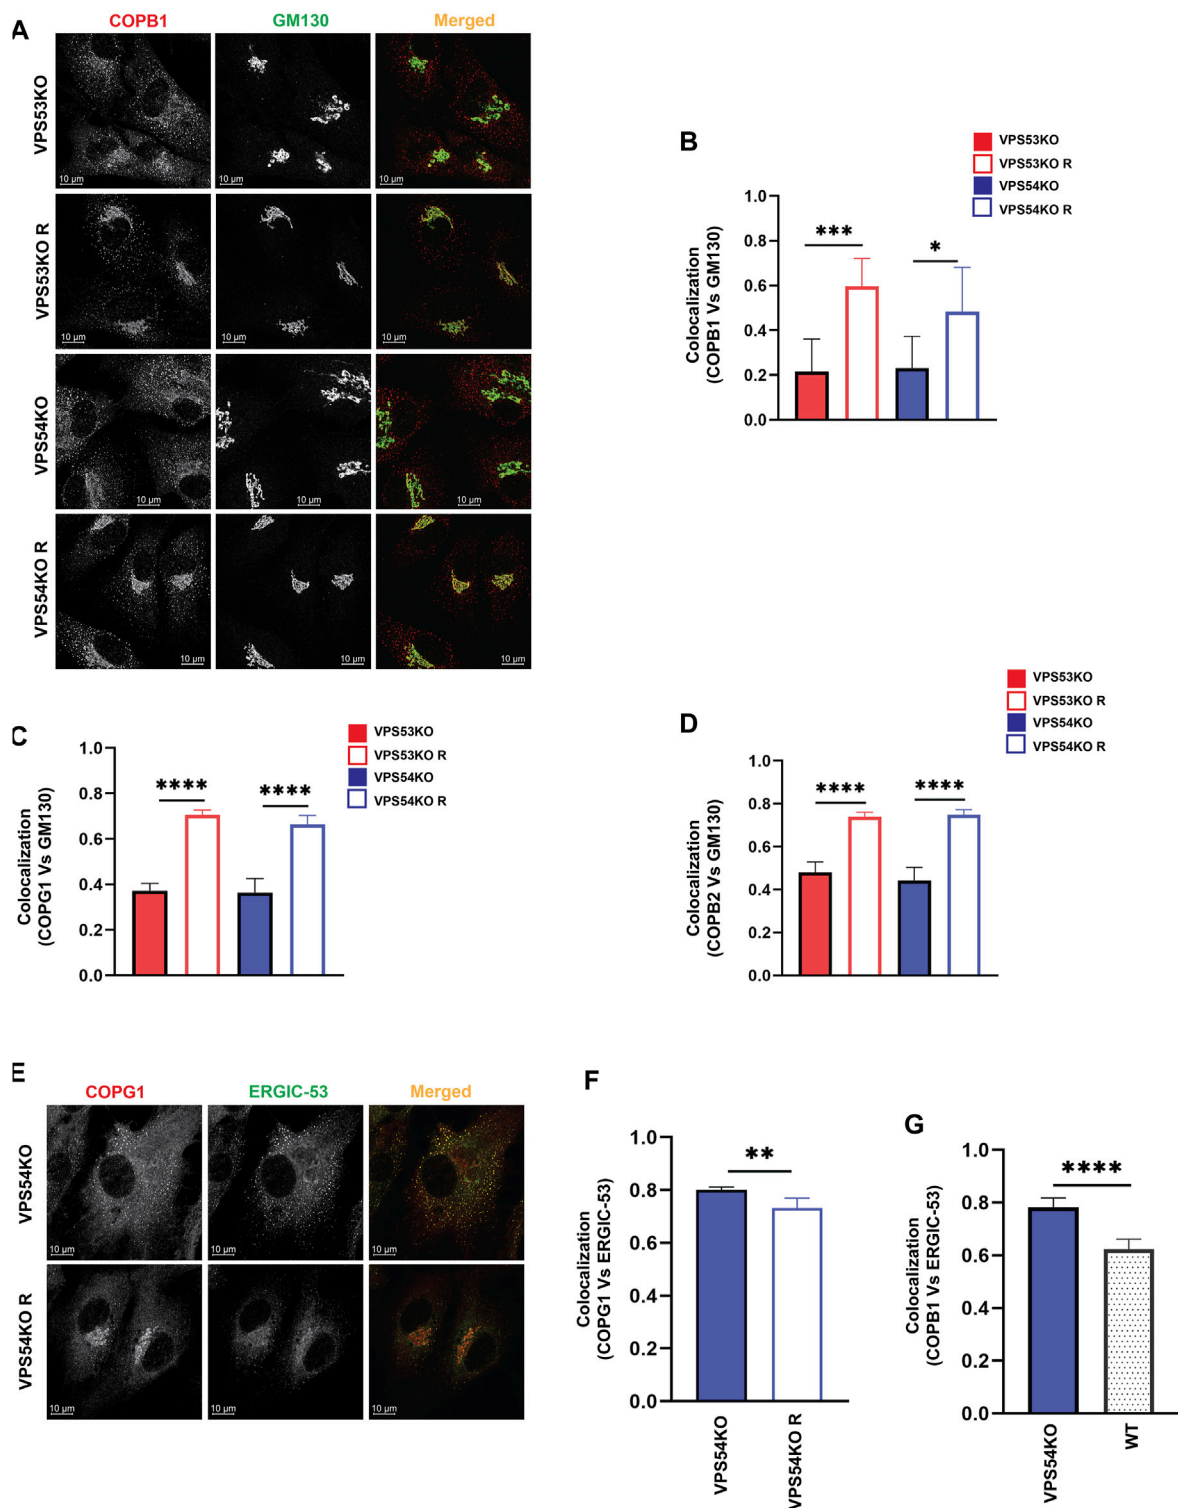 A
COPB1 GM130 Merged
VPS53KO
10 µm 10 µm 10 µm
VPS53KO R
10 µm 10 µm 10 µm
VPS54KO
10 µm 10 µm 10 µm
VPS54KO R
10 µm 10 µm 10 µm
B
VPS53KO
VPS53KO R
VPS54KO
VPS54KO R
Colocalization
(COPB1 Vs GM130)
1.0
0.8
0.6
0.4
0.2
0.0
*** *
C
VPS53KO
VPS53KO R
VPS54KO
VPS54KO R
Colocalization
(COPG1 Vs GM130)
1.0
0.8
0.6
0.4
0.2
0.0
**** ****
D
VPS53KO
VPS53KO R
VPS54KO
VPS54KO R
Colocalization
(COPB2 Vs GM130)
1.0
0.8
0.6
0.4
0.2
0.0
**** ****
E
COPG1 ERGIC-53 Merged
VPS54KO
10 µm 10 µm 10 µm
VPS54KO R
10 µm 10 µm 10 µm
F
Colocalization
(COPG1 Vs ERGIC-53)
1.0
0.8
0.6
0.4
0.2
0.0
**
VPS54KO
VPS54KO R
G
Colocalization
(COPB1 Vs ERGIC-53)
1.0
0.8
0.6
0.4
0.2
0.0
****
VPS54KO
WT